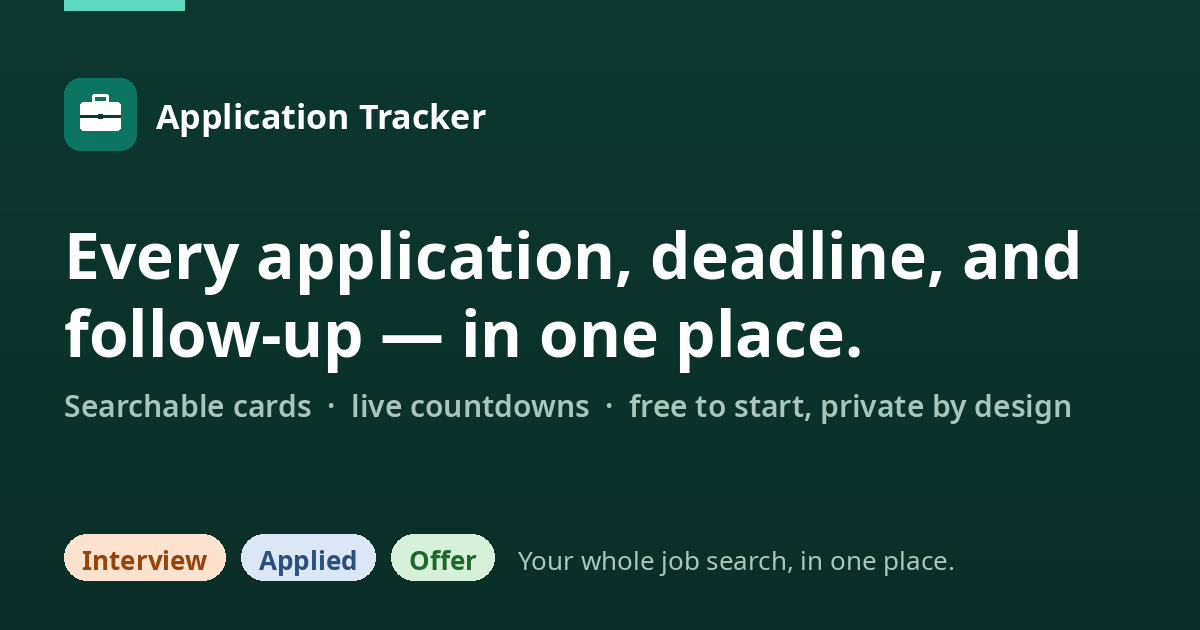 Application Tracker
Every application, deadline, and
follow-up — in one place.
Searchable cards · live countdowns · free to start, private by design
Interview Applied Offer Your whole job search, in one place.